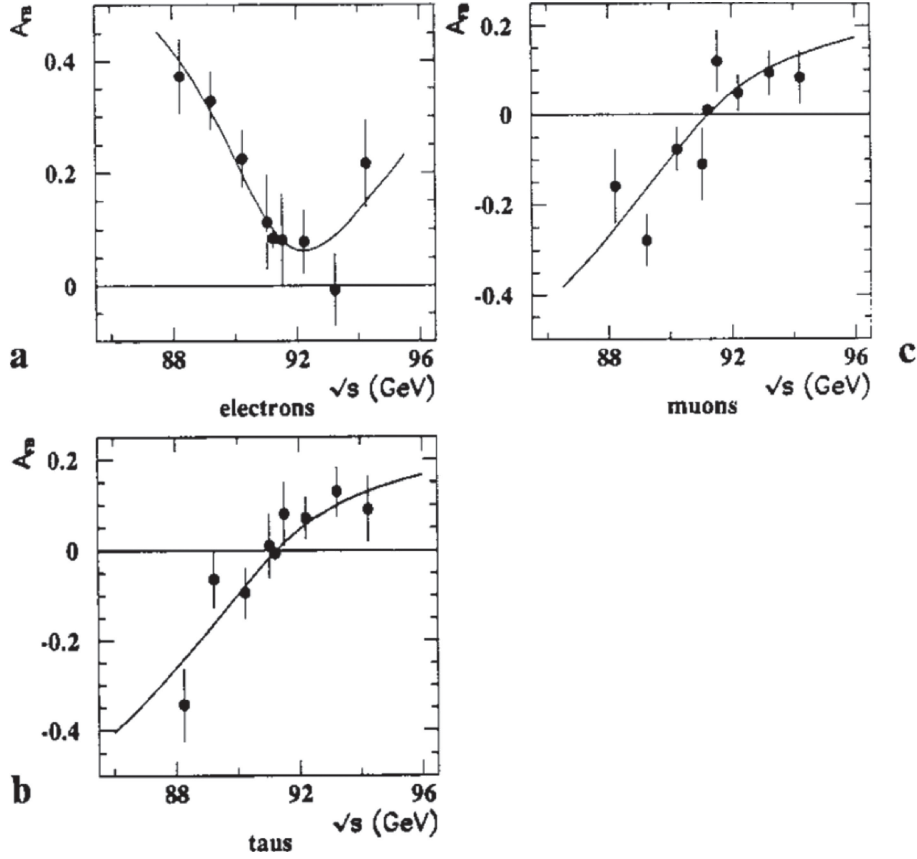 A_FB
0.4
0.2
0
88 92 96
√s (GeV)
electrons
a
A_FB
0.2
0
-0.2
-0.4
88 92 96
√s (GeV)
muons
c
A_FB
0.2
0
-0.2
-0.4
88 92 96
√s (GeV)
taus
b